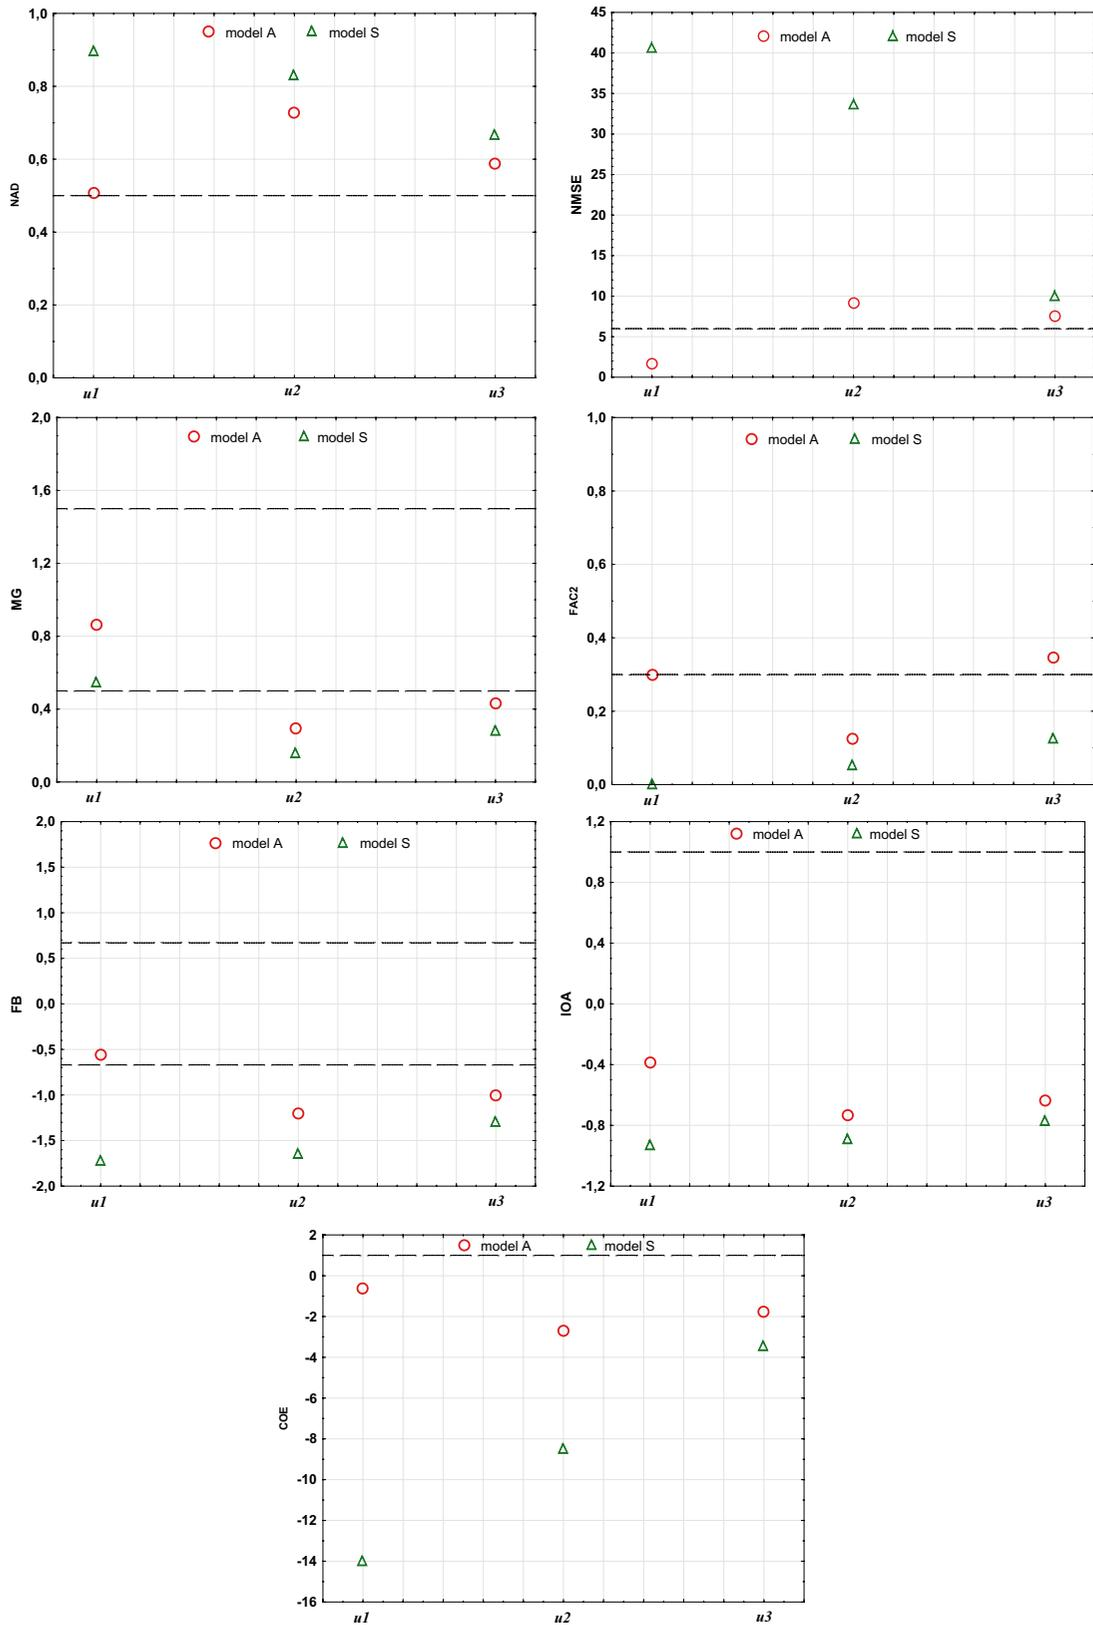 model A model S
NAD
1,0
0,8
0,6
0,4
0,2
0,0
u1 u2 u3
model A model S
NMSE
45
40
35
30
25
20
15
10
5
0
u1 u2 u3
model A model S
MG
2,0
1,6
1,2
0,8
0,4
0,0
u1 u2 u3
model A model S
FAC2
1,0
0,8
0,6
0,4
0,2
0,0
u1 u2 u3
model A model S
FB
2,0
1,5
1,0
0,5
0,0
-0,5
-1,0
-1,5
-2,0
u1 u2 u3
model A model S
IOA
1,2
0,8
0,4
0,0
-0,4
-0,8
-1,2
u1 u2 u3
model A model S
COE
2
0
-2
-4
-6
-8
-10
-12
-14
-16
u1 u2 u3